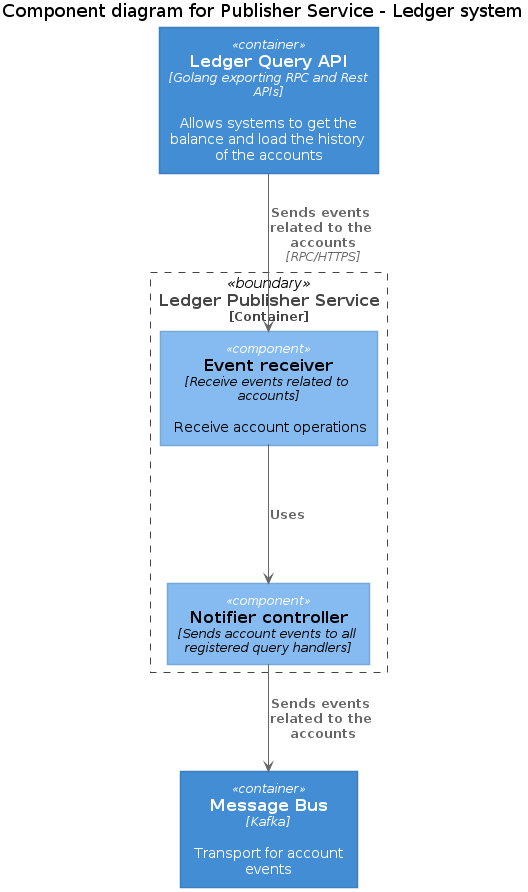 Component diagram for Publisher Service - Ledger system
«container»
Ledger Query API
[Golang exporting RPC and Rest
APIs]
Allows systems to get the
balance and load the history
of the accounts
Sends events
related to the
accounts
[RPC/HTTPS]
«boundary»
Ledger Publisher Service
[Container]
«component»
Event receiver
[Receive events related to
accounts]
Receive account operations
Uses
«component»
Notifier controller
[Sends account events to all
registered query handlers]
Sends events
related to the
accounts
«container»
Message Bus
[Kafka]
Transport for account
events